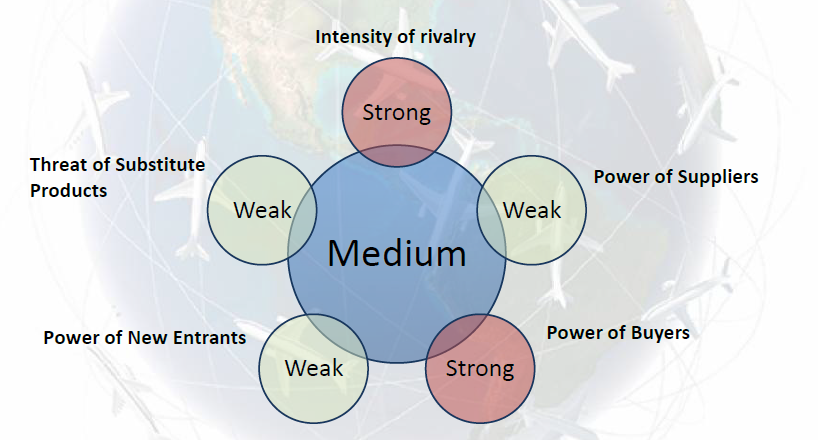 Intensity of rivalry
Strong
Threat of Substitute
Products
Weak
Weak
Power of Suppliers
Medium
Power of New Entrants
Weak
Strong
Power of Buyers